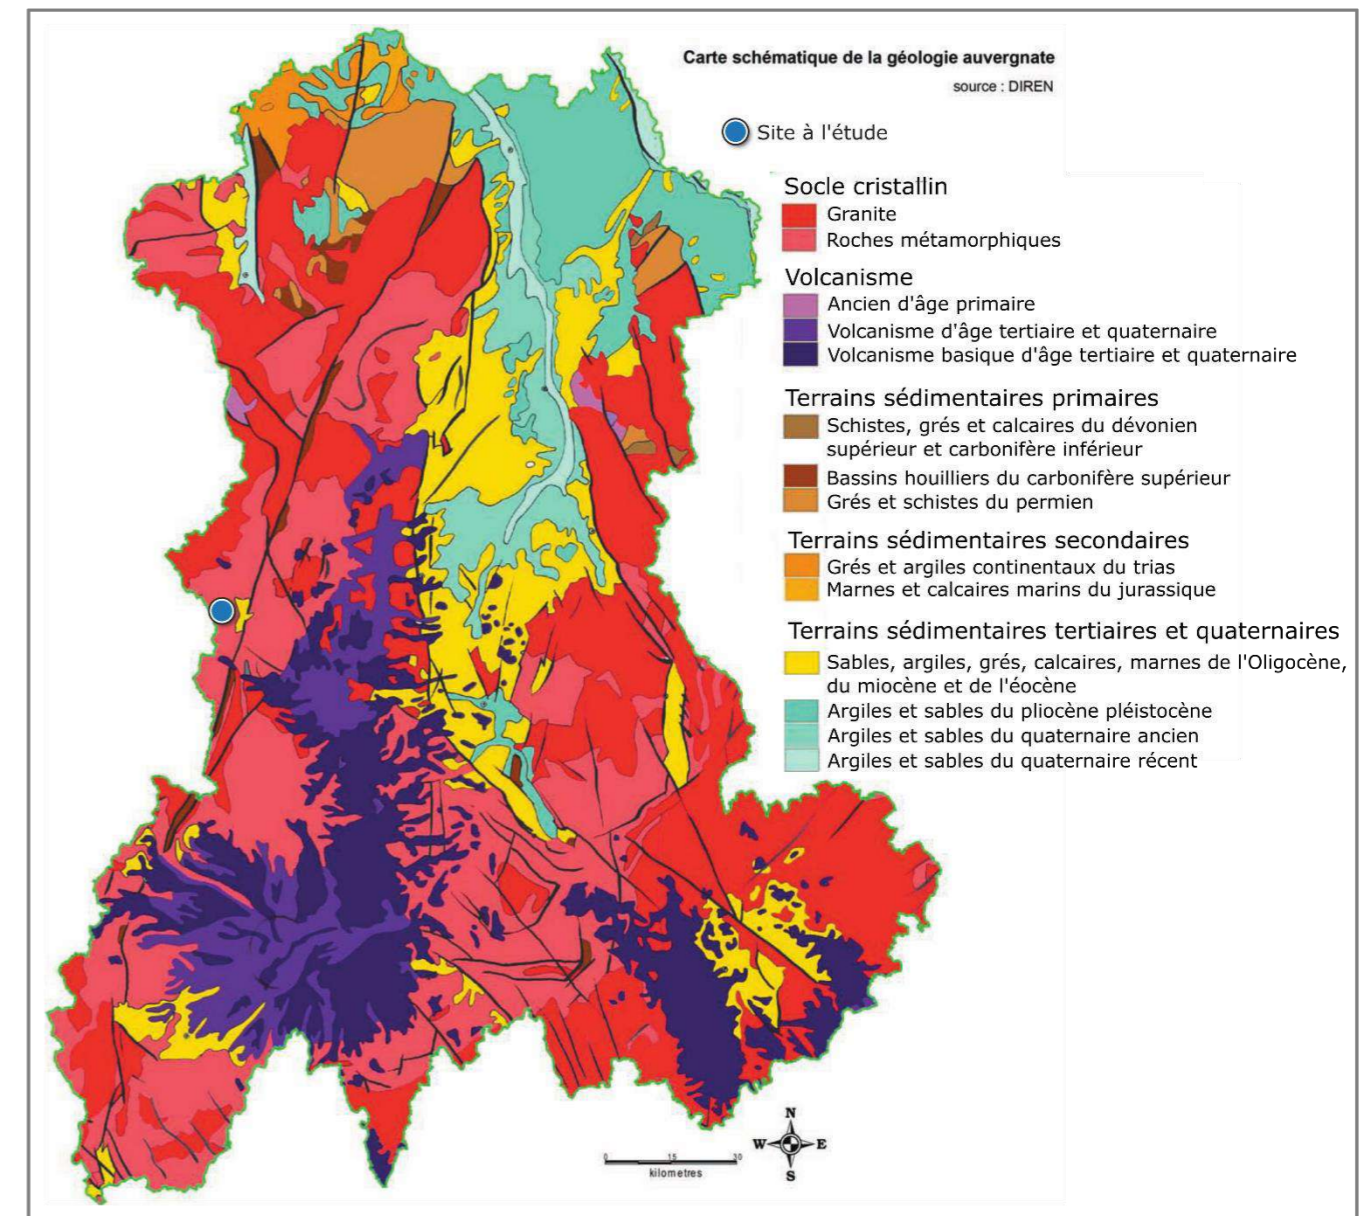 Carte schématique de la géologie auvergnate
source : DIREN
Site à l'étude
Socle cristallin
Granite
Roches métamorphiques
Volcanisme
Ancien d'âge primaire
Volcanisme d'âge tertiaire et quaternaire
Volcanisme basique d'âge tertiaire et quaternaire
Terrains sédimentaires primaires
Schistes, grés et calcaires du dévonien
supérieur et carbonifère inférieur
Bassins houilliers du carbonifère supérieur
Grés et schistes du permien
Terrains sédimentaires secondaires
Grés et argiles continentaux du trias
Marnes et calcaires marins du jurassique
Terrains sédimentaires tertiaires et quaternaires
Sables, argiles, grés, calcaires, marnes de l'Oligocène,
du miocène et de l'éocène
Argiles et sables du pliocène pléistocène
Argiles et sables du quaternaire ancien
Argiles et sables du quaternaire récent
N
W E
S
0 15 30
kilometres